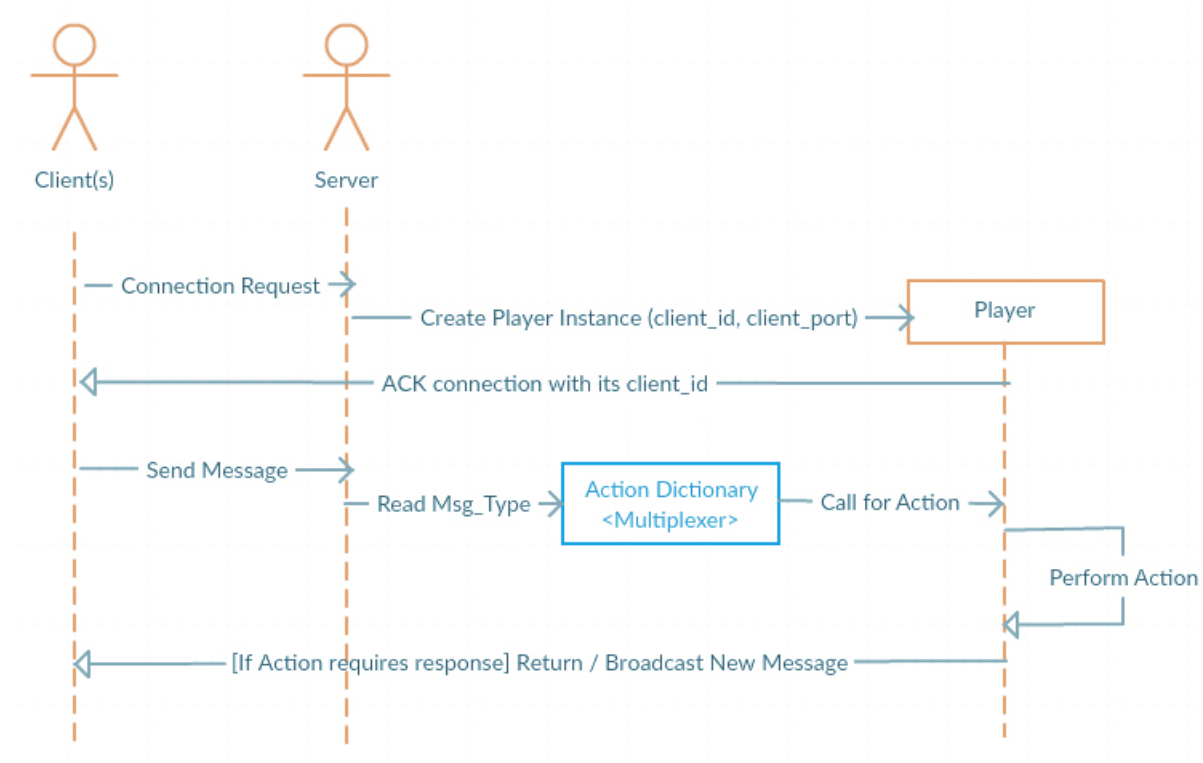 Client(s)
Server
Connection Request
Player
Create Player Instance (client_id, client_port)
ACK connection with its client_id
Send Message
Action Dictionary
<Multiplexer>
Read Msg_Type
Call for Action
Perform Action
[If Action requires response] Return / Broadcast New Message